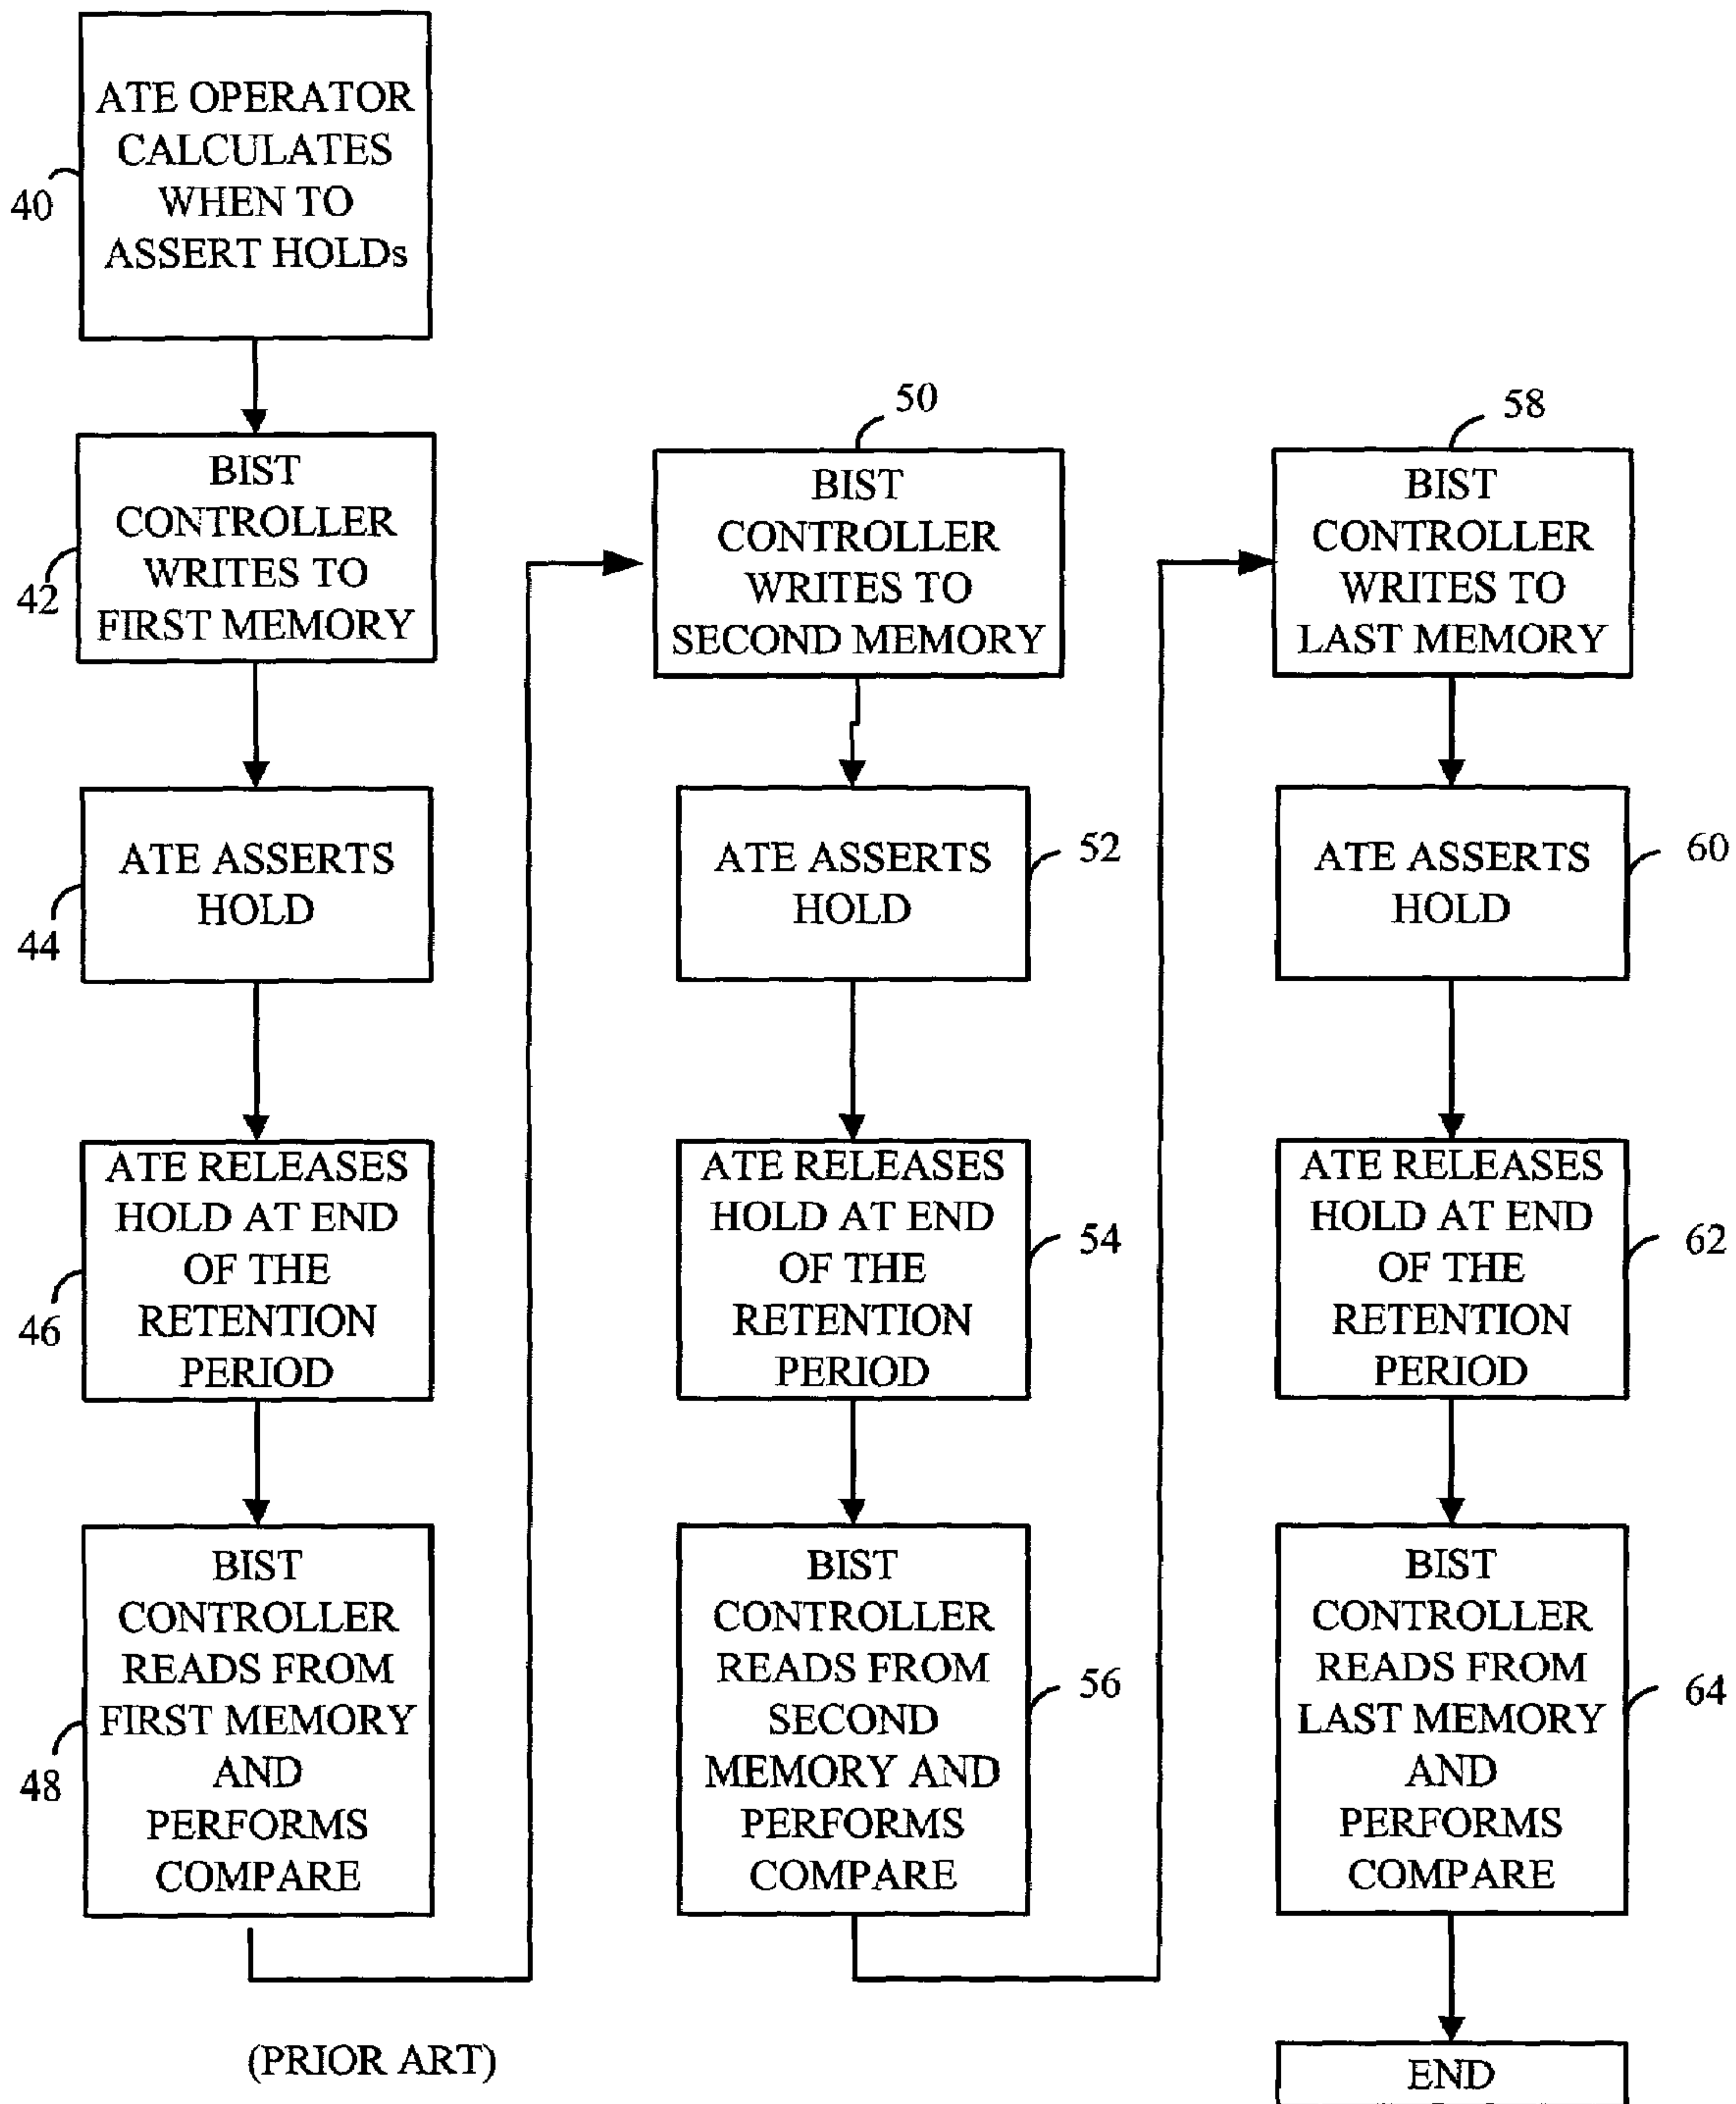 ATE OPERATOR
CALCULATES
WHEN TO
ASSERT HOLDs
40
BIST
CONTROLLER
WRITES TO
FIRST MEMORY
42
ATE ASSERTS
HOLD
44
ATE RELEASES
HOLD AT END
OF THE
RETENTION
PERIOD
46
BIST
CONTROLLER
READS FROM
FIRST MEMORY
AND
PERFORMS
COMPARE
48
50
BIST
CONTROLLER
WRITES TO
SECOND MEMORY
ATE ASSERTS
HOLD
52
ATE RELEASES
HOLD AT END
OF THE
RETENTION
PERIOD
54
BIST
CONTROLLER
READS FROM
SECOND
MEMORY AND
PERFORMS
COMPARE
56
58
BIST
CONTROLLER
WRITES TO
LAST MEMORY
ATE ASSERTS
HOLD
60
ATE RELEASES
HOLD AT END
OF THE
RETENTION
PERIOD
62
BIST
CONTROLLER
READS FROM
LAST MEMORY
AND
PERFORMS
COMPARE
64
END
(PRIOR ART)